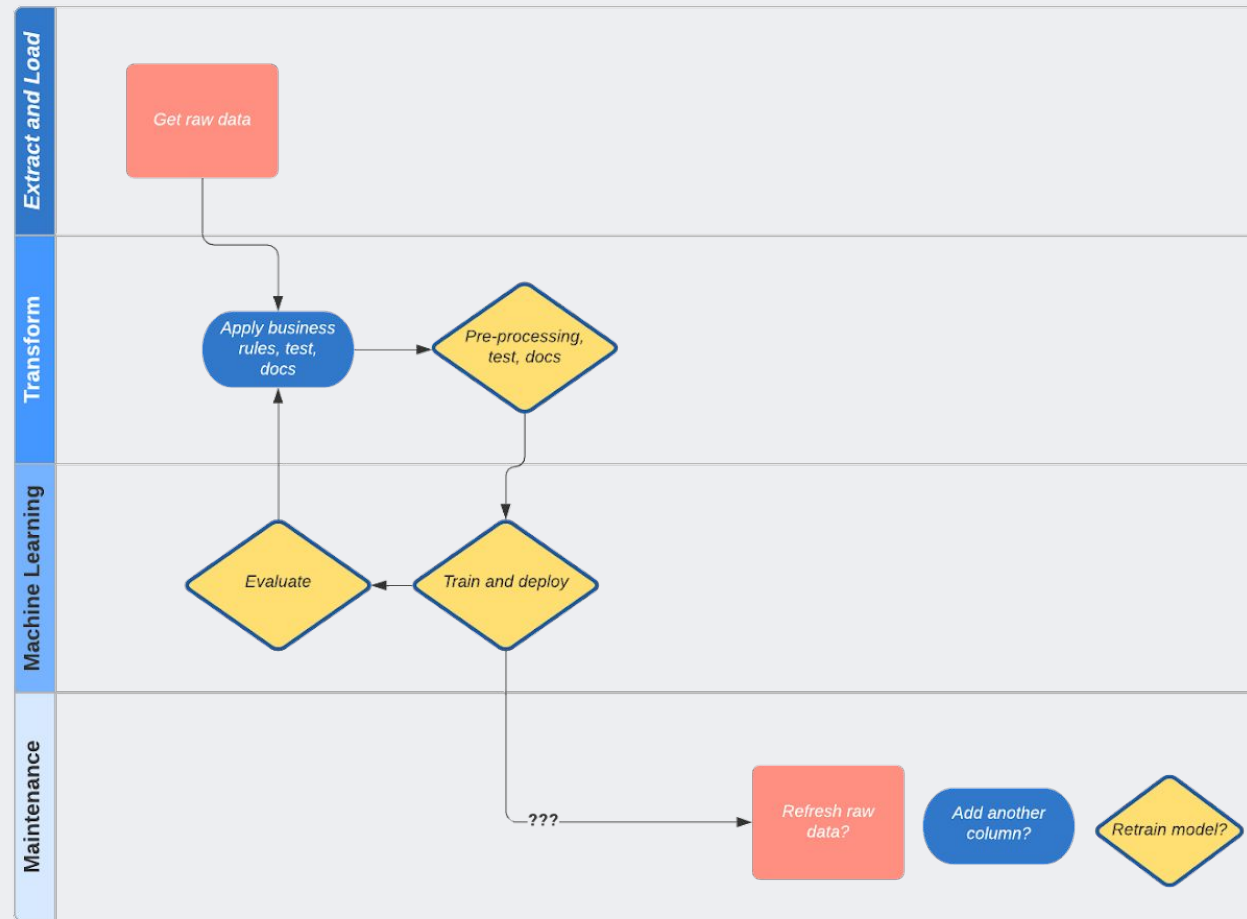 Extract and Load
Get raw data
Transform
Apply business
rules, test,
docs
Pre-processing,
test, docs
Machine Learning
Evaluate
Train and deploy
Maintenance
???
Refresh raw
data?
Add another
column?
Retrain model?